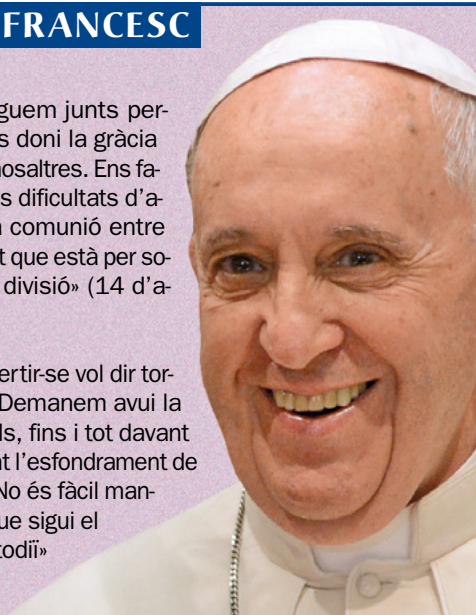 FRANCESC
guem junts per-
s doni la gràcia
nosaltres. Ens fa-
s dificultats d'a-
comunió entre
t que està per so-
divisió» (14 d'a-
ertir-se vol dir tor-
Demanem avui la
ls, fins i tot davant
nt l'esfondrament de
No és fàcil man-
ue sigui el
todiï»